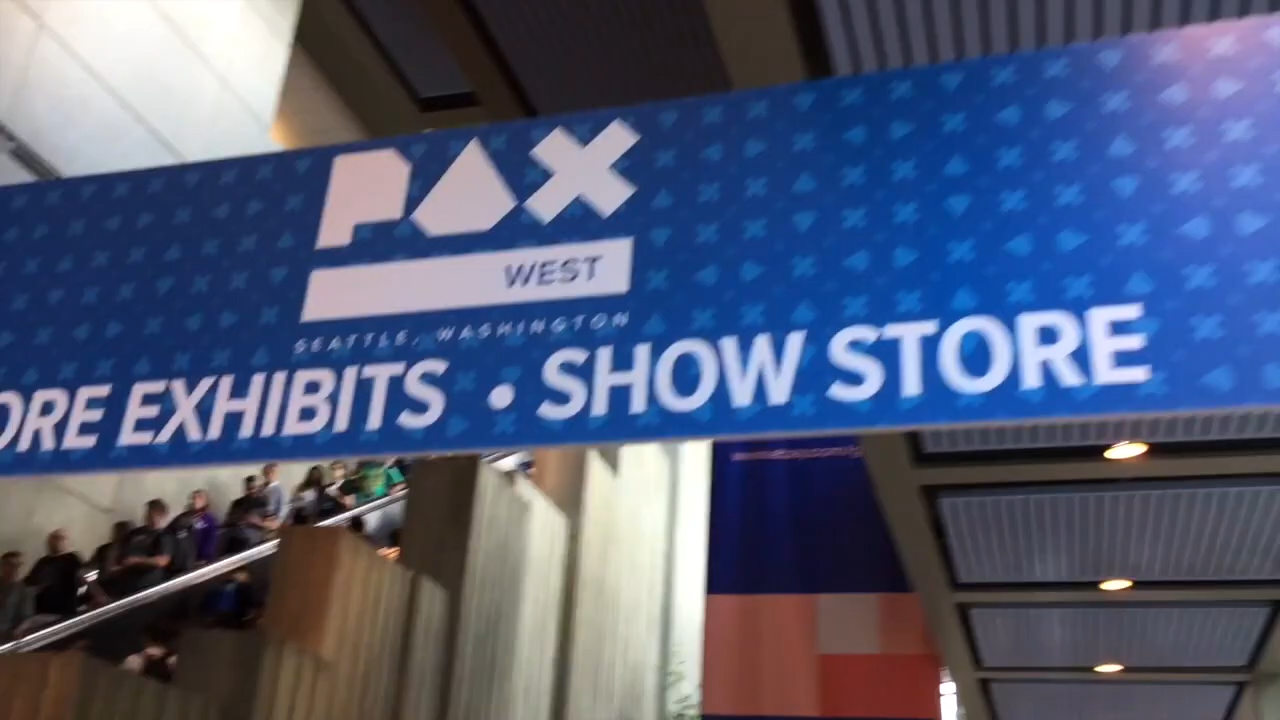 PAX
WEST
SEATTLE, WASHINGTON
ORE EXHIBITS • SHOW STORE